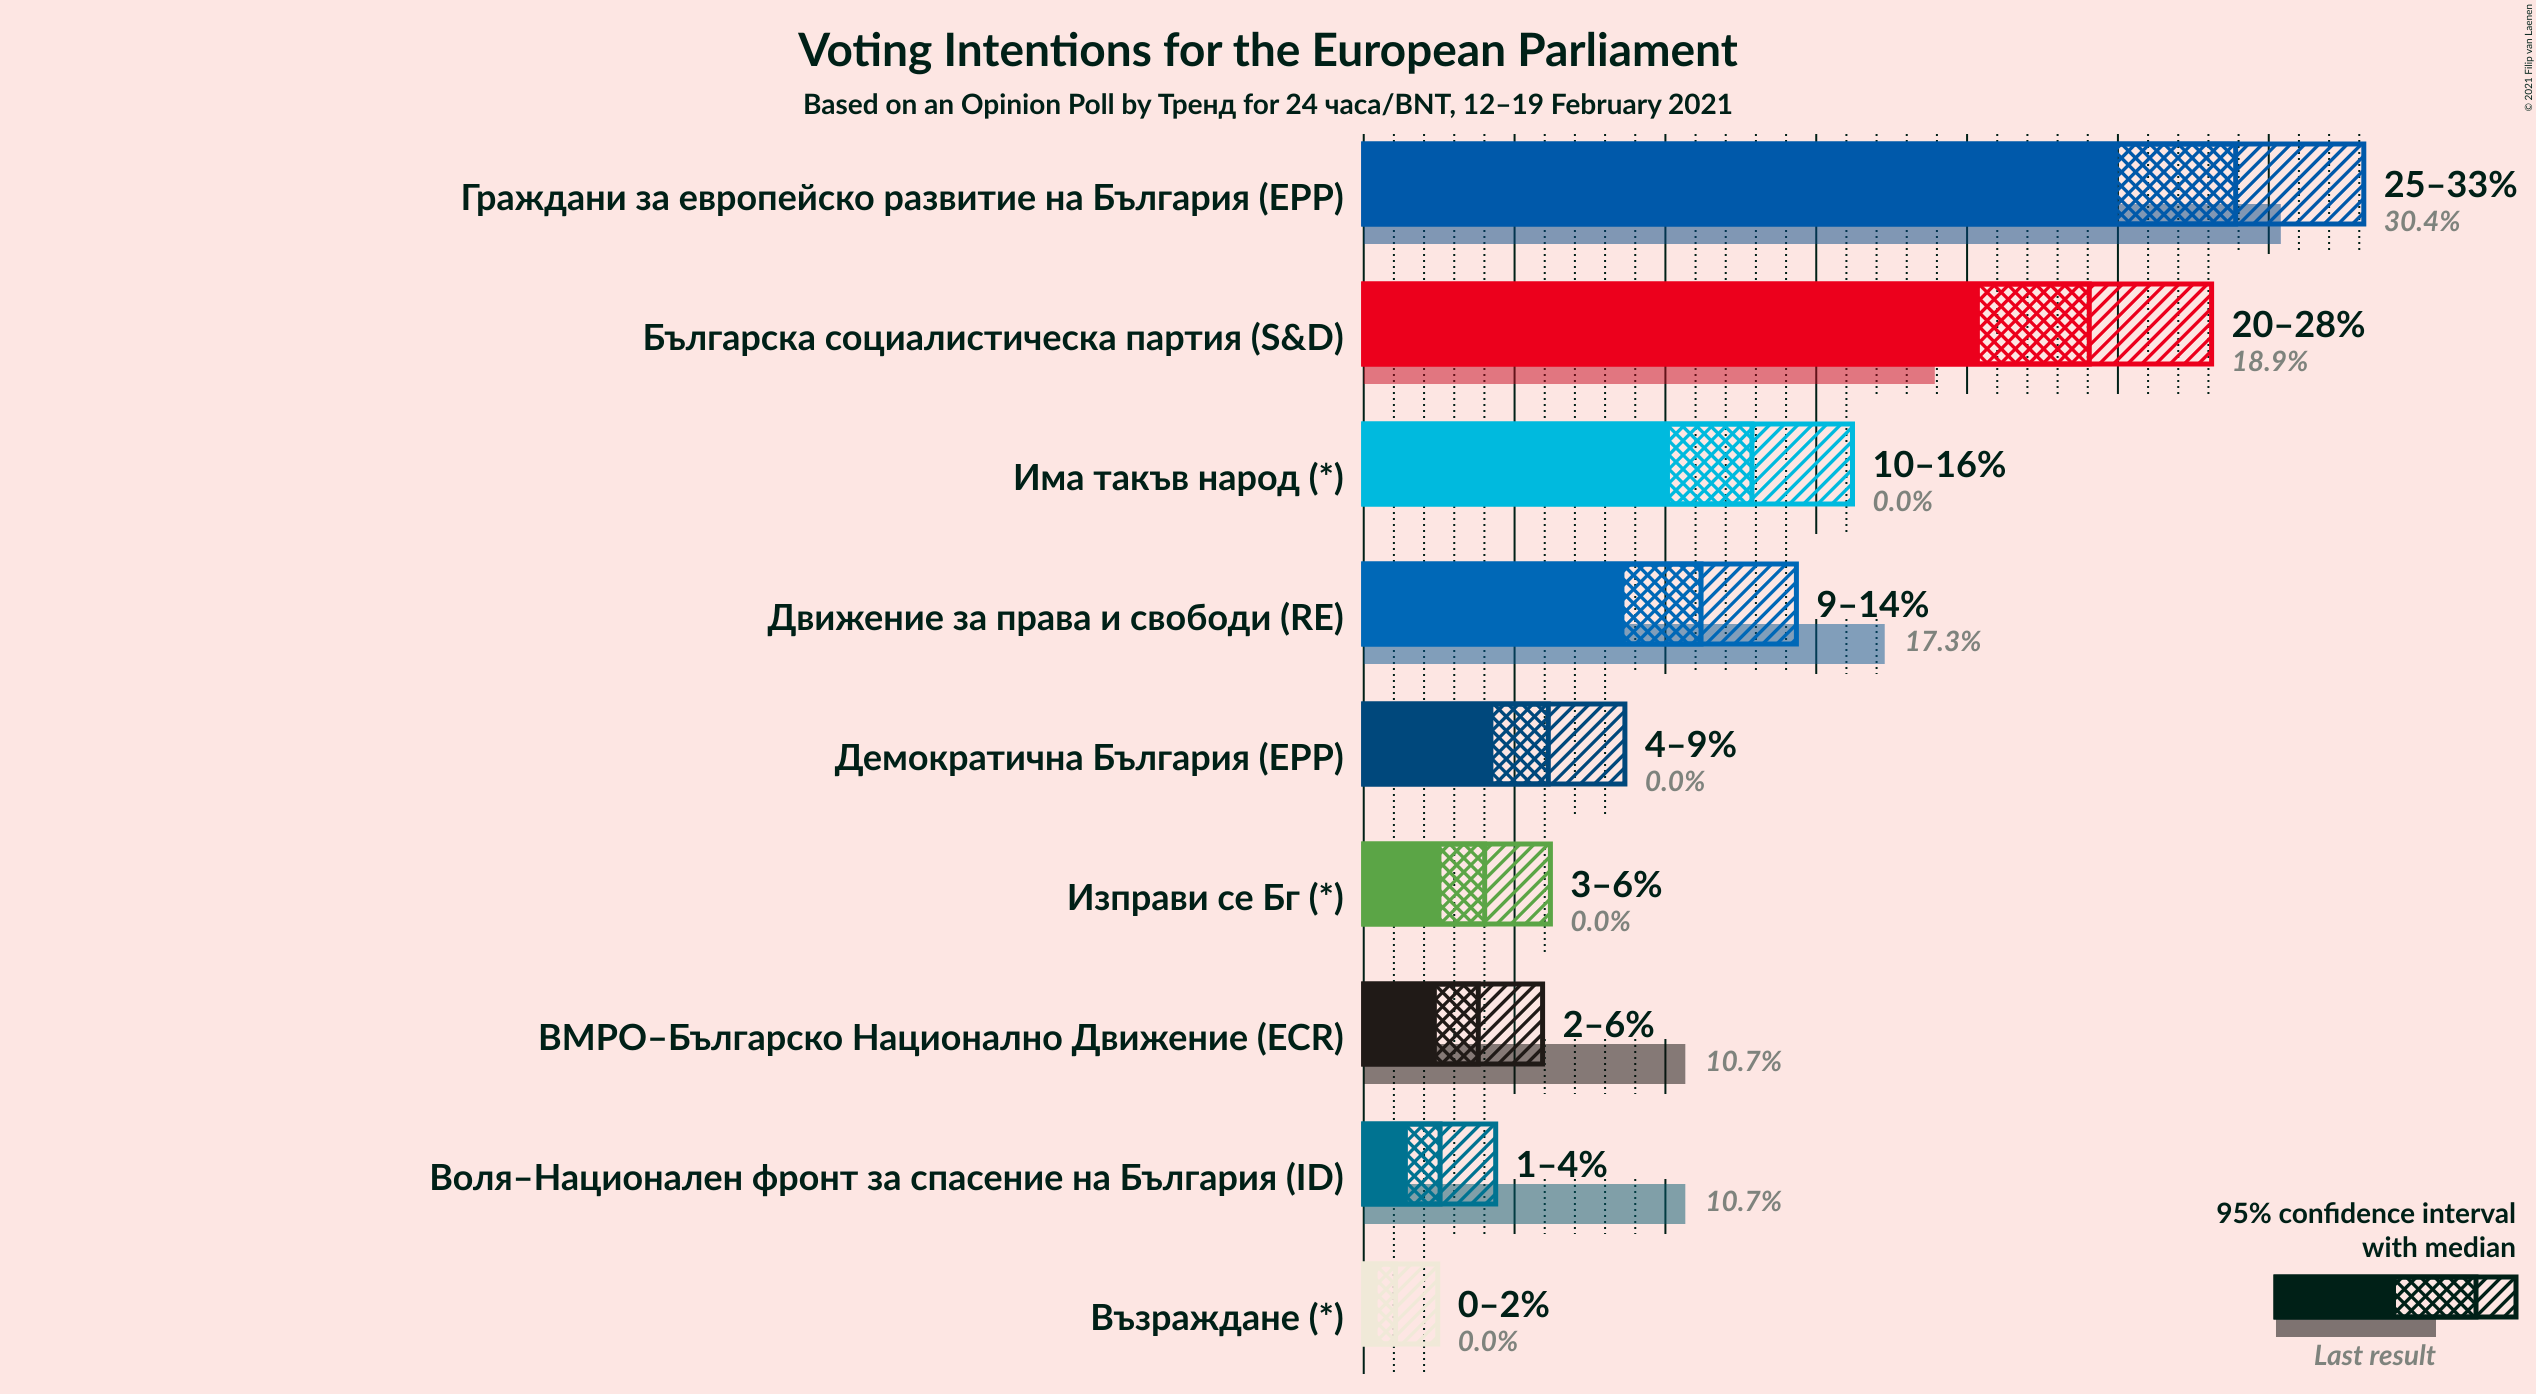 Voting Intentions for the European Parliament
Based on an Opinion Poll by Тренд for 24 часа/BNT, 12–19 February 2021
© 2021 Filip van Laenen
Граждани за европейско развитие на България (EPP)
25–33%
30.4%
Българска социалистическа партия (S&D)
20–28%
18.9%
Има такъв народ (*)
10–16%
0.0%
Движение за права и свободи (RE)
9–14%
17.3%
Демократична България (EPP)
4–9%
0.0%
Изправи се Бг (*)
3–6%
0.0%
ВМРО–Българско Национално Движение (ECR)
2–6%
10.7%
Воля–Национален фронт за спасение на България (ID)
1–4%
10.7%
Възраждане (*)
0–2%
0.0%
95% confidence interval
with median
Last result